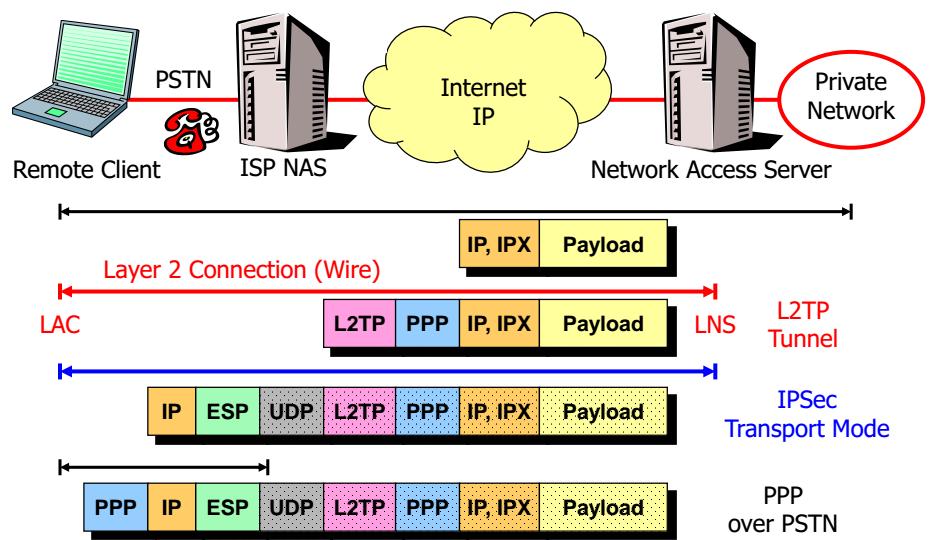 PSTN
Internet
IP
Private
Network
Remote Client
ISP NAS
Network Access Server
IP, IPX Payload
Layer 2 Connection (Wire)
LAC
L2TP PPP IP, IPX Payload
LNS
L2TP
Tunnel
IP ESP UDP L2TP PPP IP, IPX Payload
IPSec
Transport Mode
PPP IP ESP UDP L2TP PPP IP, IPX Payload
PPP
over PSTN